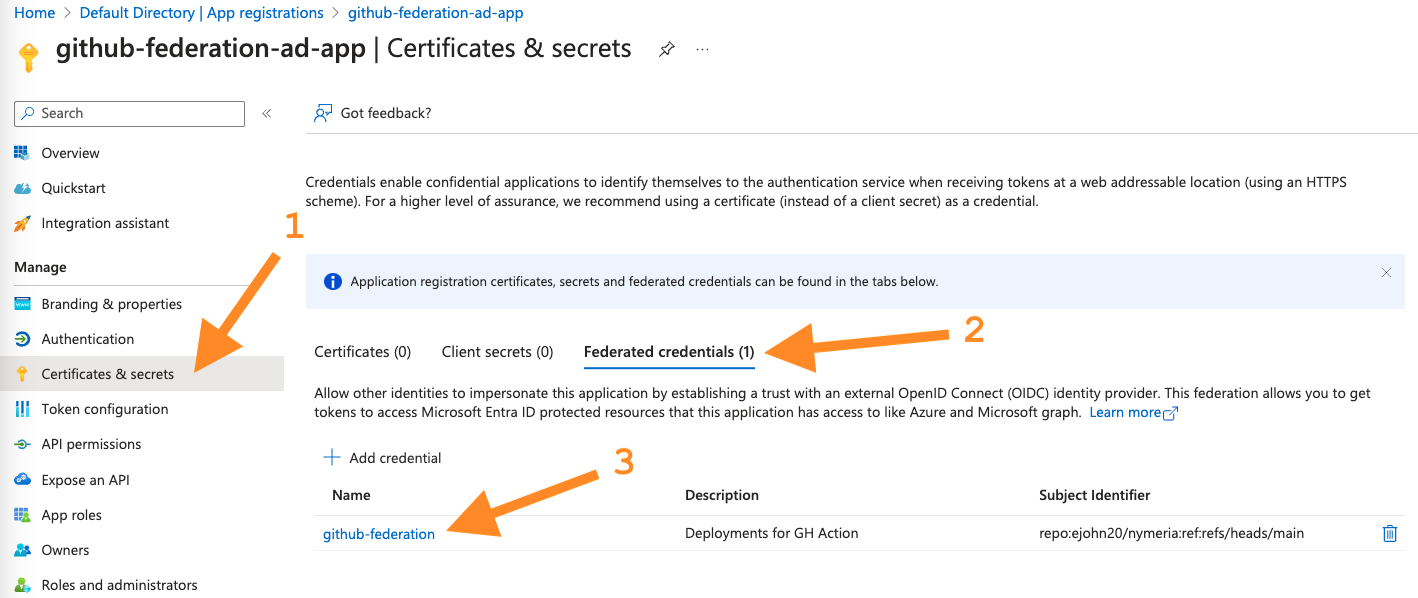 Home > Default Directory | App registrations > github-federation-ad-app
github-federation-ad-app | Certificates & secrets
Search
Got feedback?
Overview
Quickstart
Integration assistant
Manage
Branding & properties
Authentication
Certificates & secrets
Token configuration
API permissions
Expose an API
App roles
Owners
Roles and administrators
Credentials enable confidential applications to identify themselves to the authentication service when receiving tokens at a web addressable location (using an HTTPS
scheme). For a higher level of assurance, we recommend using a certificate (instead of a client secret) as a credential.
1
Application registration certificates, secrets and federated credentials can be found in the tabs below.
Certificates (0) Client secrets (0) Federated credentials (1)
2
Allow other identities to impersonate this application by establishing a trust with an external OpenID Connect (OIDC) identity provider. This federation allows you to get
tokens to access Microsoft Entra ID protected resources that this application has access to like Azure and Microsoft graph. Learn more
Add credential
3
Name Description Subject Identifier
github-federation Deployments for GH Action repo:ejohn20/nymeria:ref:refs/heads/main